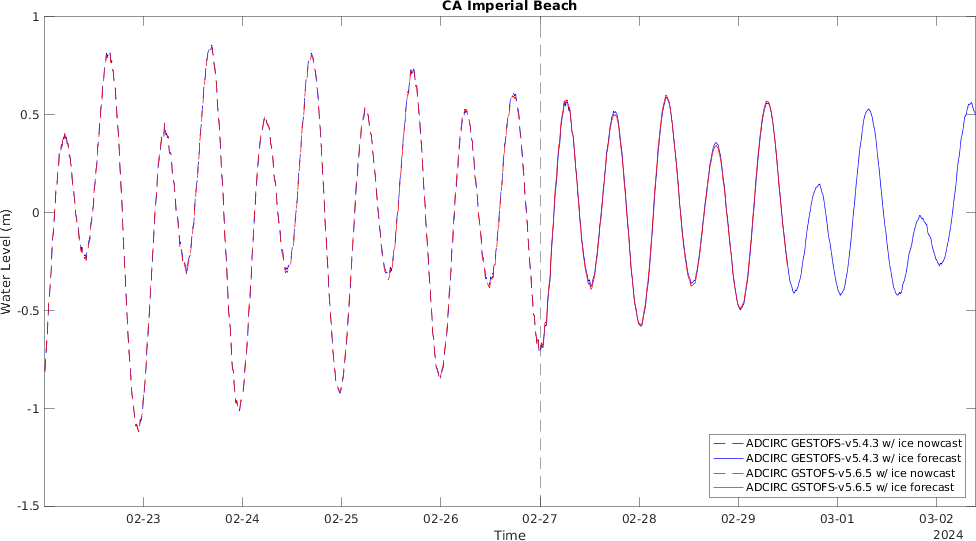 CA Imperial Beach
1
0.5
0
-0.5
-1
-1.5
Water Level (m)
02-23
02-24
02-25
02-26
02-27
02-28
02-29
03-01
03-02
Time
2024
ADCIRC GESTOFS-v5.4.3 w/ ice nowcast
ADCIRC GESTOFS-v5.4.3 w/ ice forecast
ADCIRC GSTOFS-v5.6.5 w/ ice nowcast
ADCIRC GSTOFS-v5.6.5 w/ ice forecast